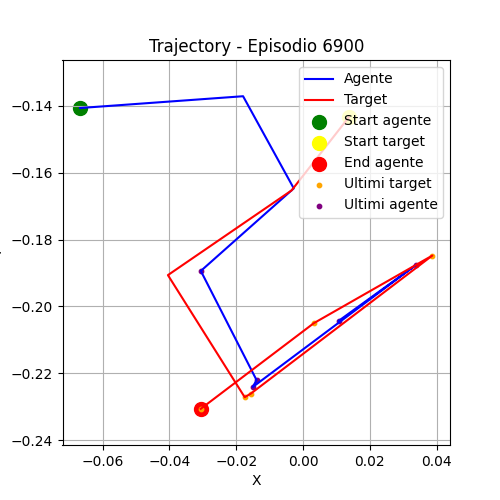 Trajectory - Episodio 6900
Agente
Target
Start agente
Start target
End agente
Ultimi target
Ultimi agente
−0.14
−0.16
−0.18
−0.20
−0.22
−0.24
−0.06
−0.04
−0.02
0.00
0.02
0.04
X